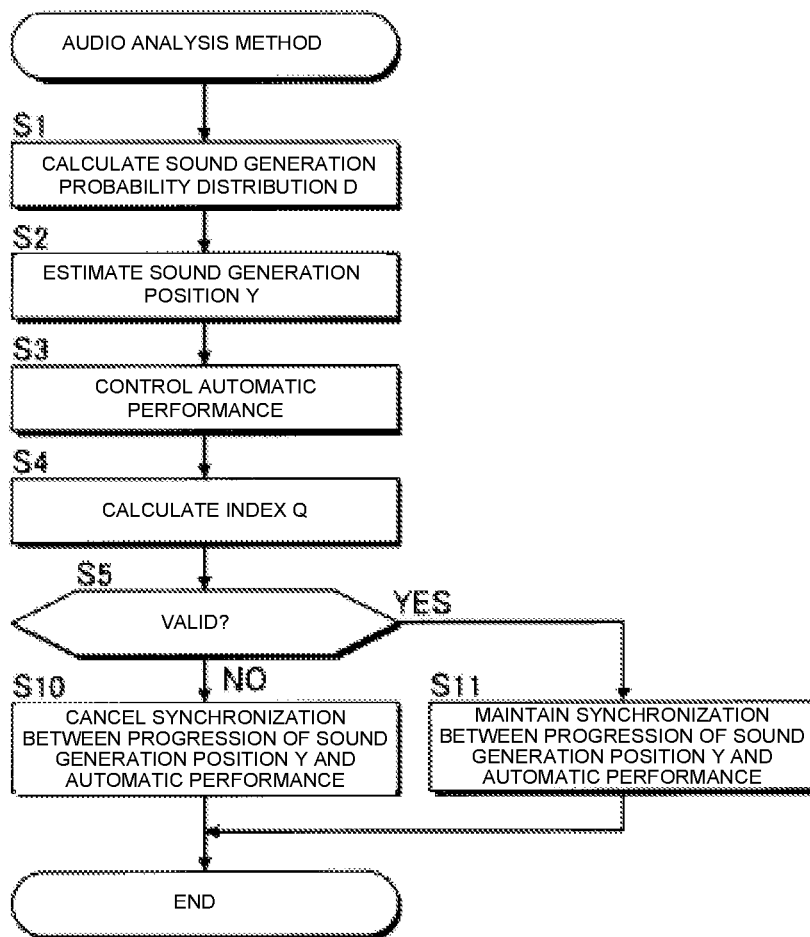 AUDIO ANALYSIS METHOD
S1
CALCULATE SOUND GENERATION
PROBABILITY DISTRIBUTION D
S2
ESTIMATE SOUND GENERATION
POSITION Y
S3
CONTROL AUTOMATIC
PERFORMANCE
S4
CALCULATE INDEX Q
S5
VALID?
YES
NO
S10
CANCEL SYNCHRONIZATION
BETWEEN PROGRESSION OF SOUND
GENERATION POSITION Y AND
AUTOMATIC PERFORMANCE
S11
MAINTAIN SYNCHRONIZATION
BETWEEN PROGRESSION OF SOUND
GENERATION POSITION Y AND
AUTOMATIC PERFORMANCE
END